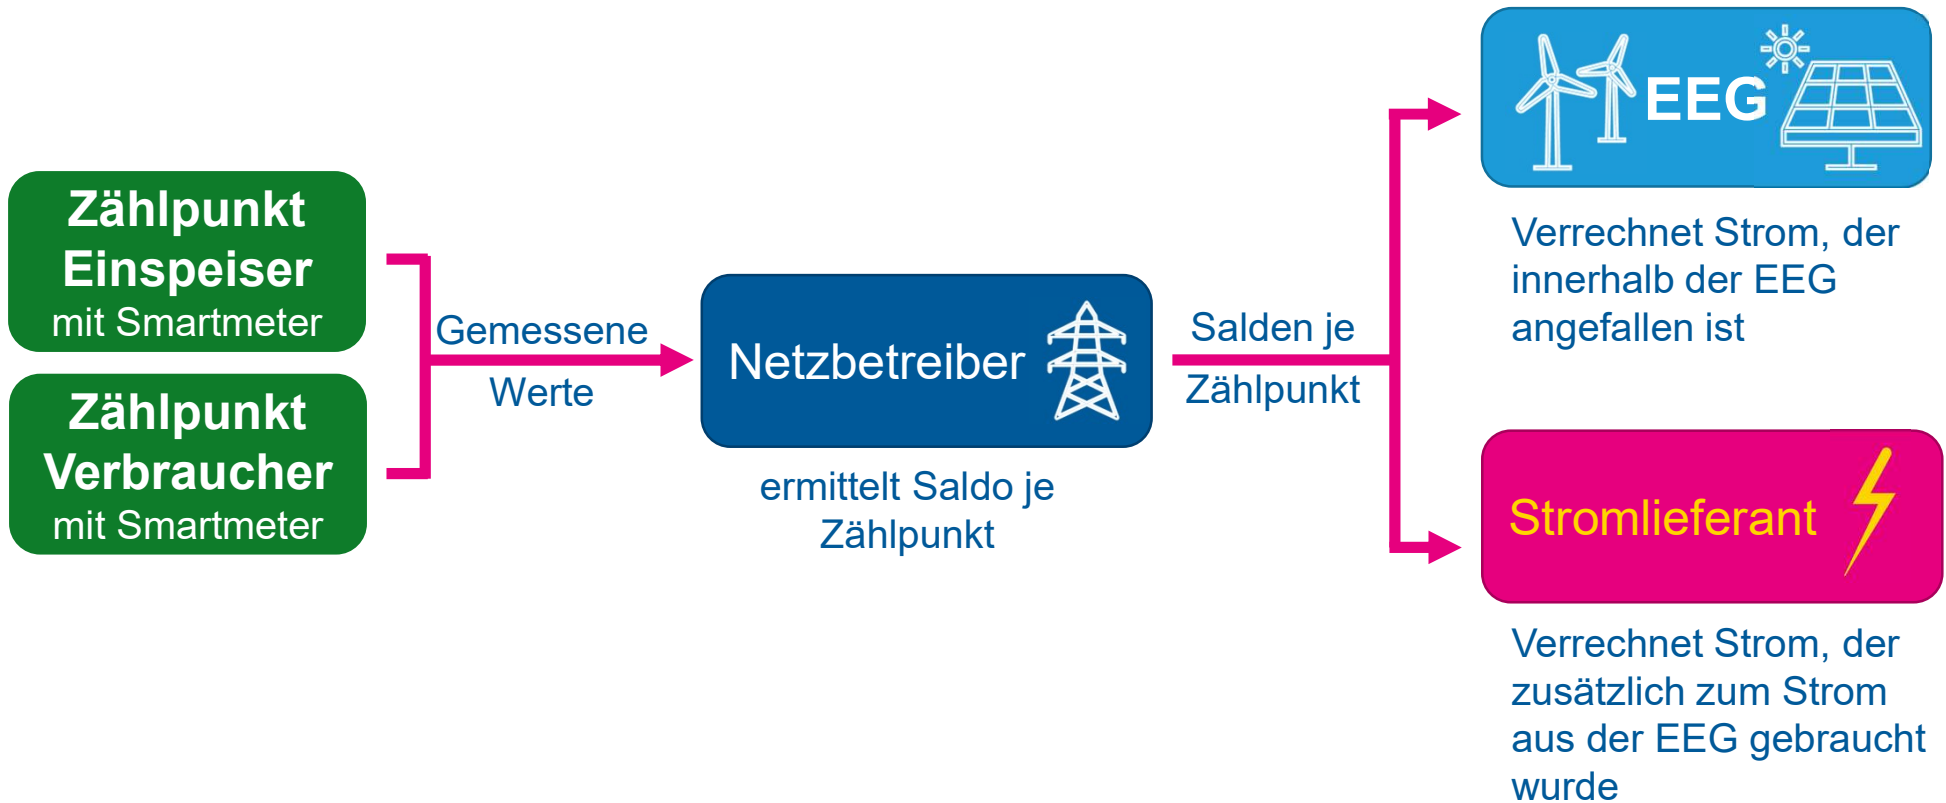 Zählpunkt
Einspeiser
mit Smartmeter
Zählpunkt
Verbraucher
mit Smartmeter
Gemessene
Werte
Netzbetreiber
ermittelt Saldo je
Zählpunkt
Salden je
Zählpunkt
EEG
Verrechnet Strom, der
innerhalb der EEG
angefallen ist
Stromlieferant
Verrechnet Strom, der
zusätzlich zum Strom
aus der EEG gebraucht
wurde